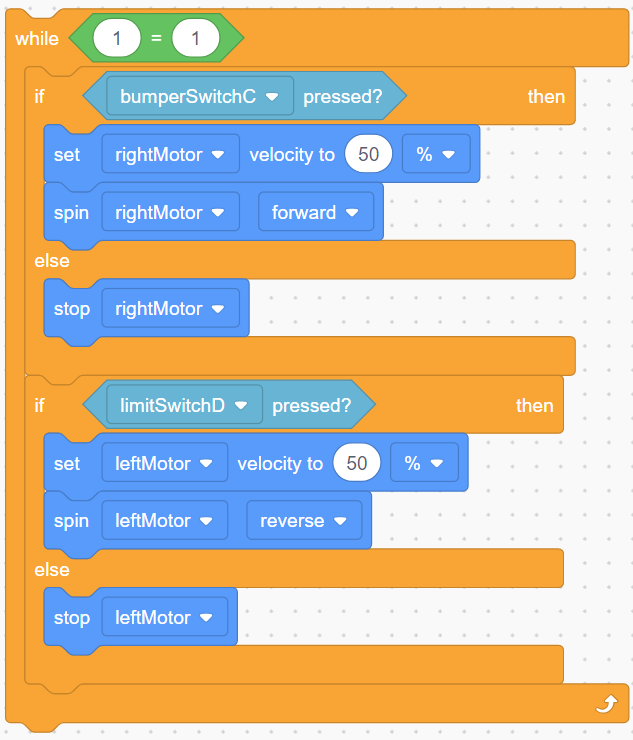 while 1 = 1
if bumperSwitchC pressed? then
set rightMotor velocity to 50 %
spin rightMotor forward
else
stop rightMotor
if limitSwitchD pressed? then
set leftMotor velocity to 50 %
spin leftMotor reverse
else
stop leftMotor